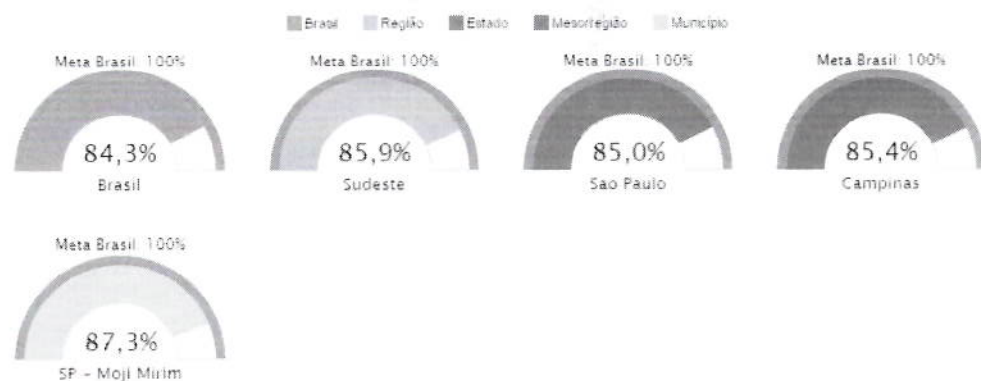 Brasil Região Estado Mesorregião Município
Meta Brasil: 100% Meta Brasil: 100% Meta Brasil: 100% Meta Brasil: 100%
84,3% 85,9% 85,0% 85,4%
Brasil Sudeste Sao Paulo Campinas
Meta Brasil: 100%
87,3%
SP - Moji Mirim